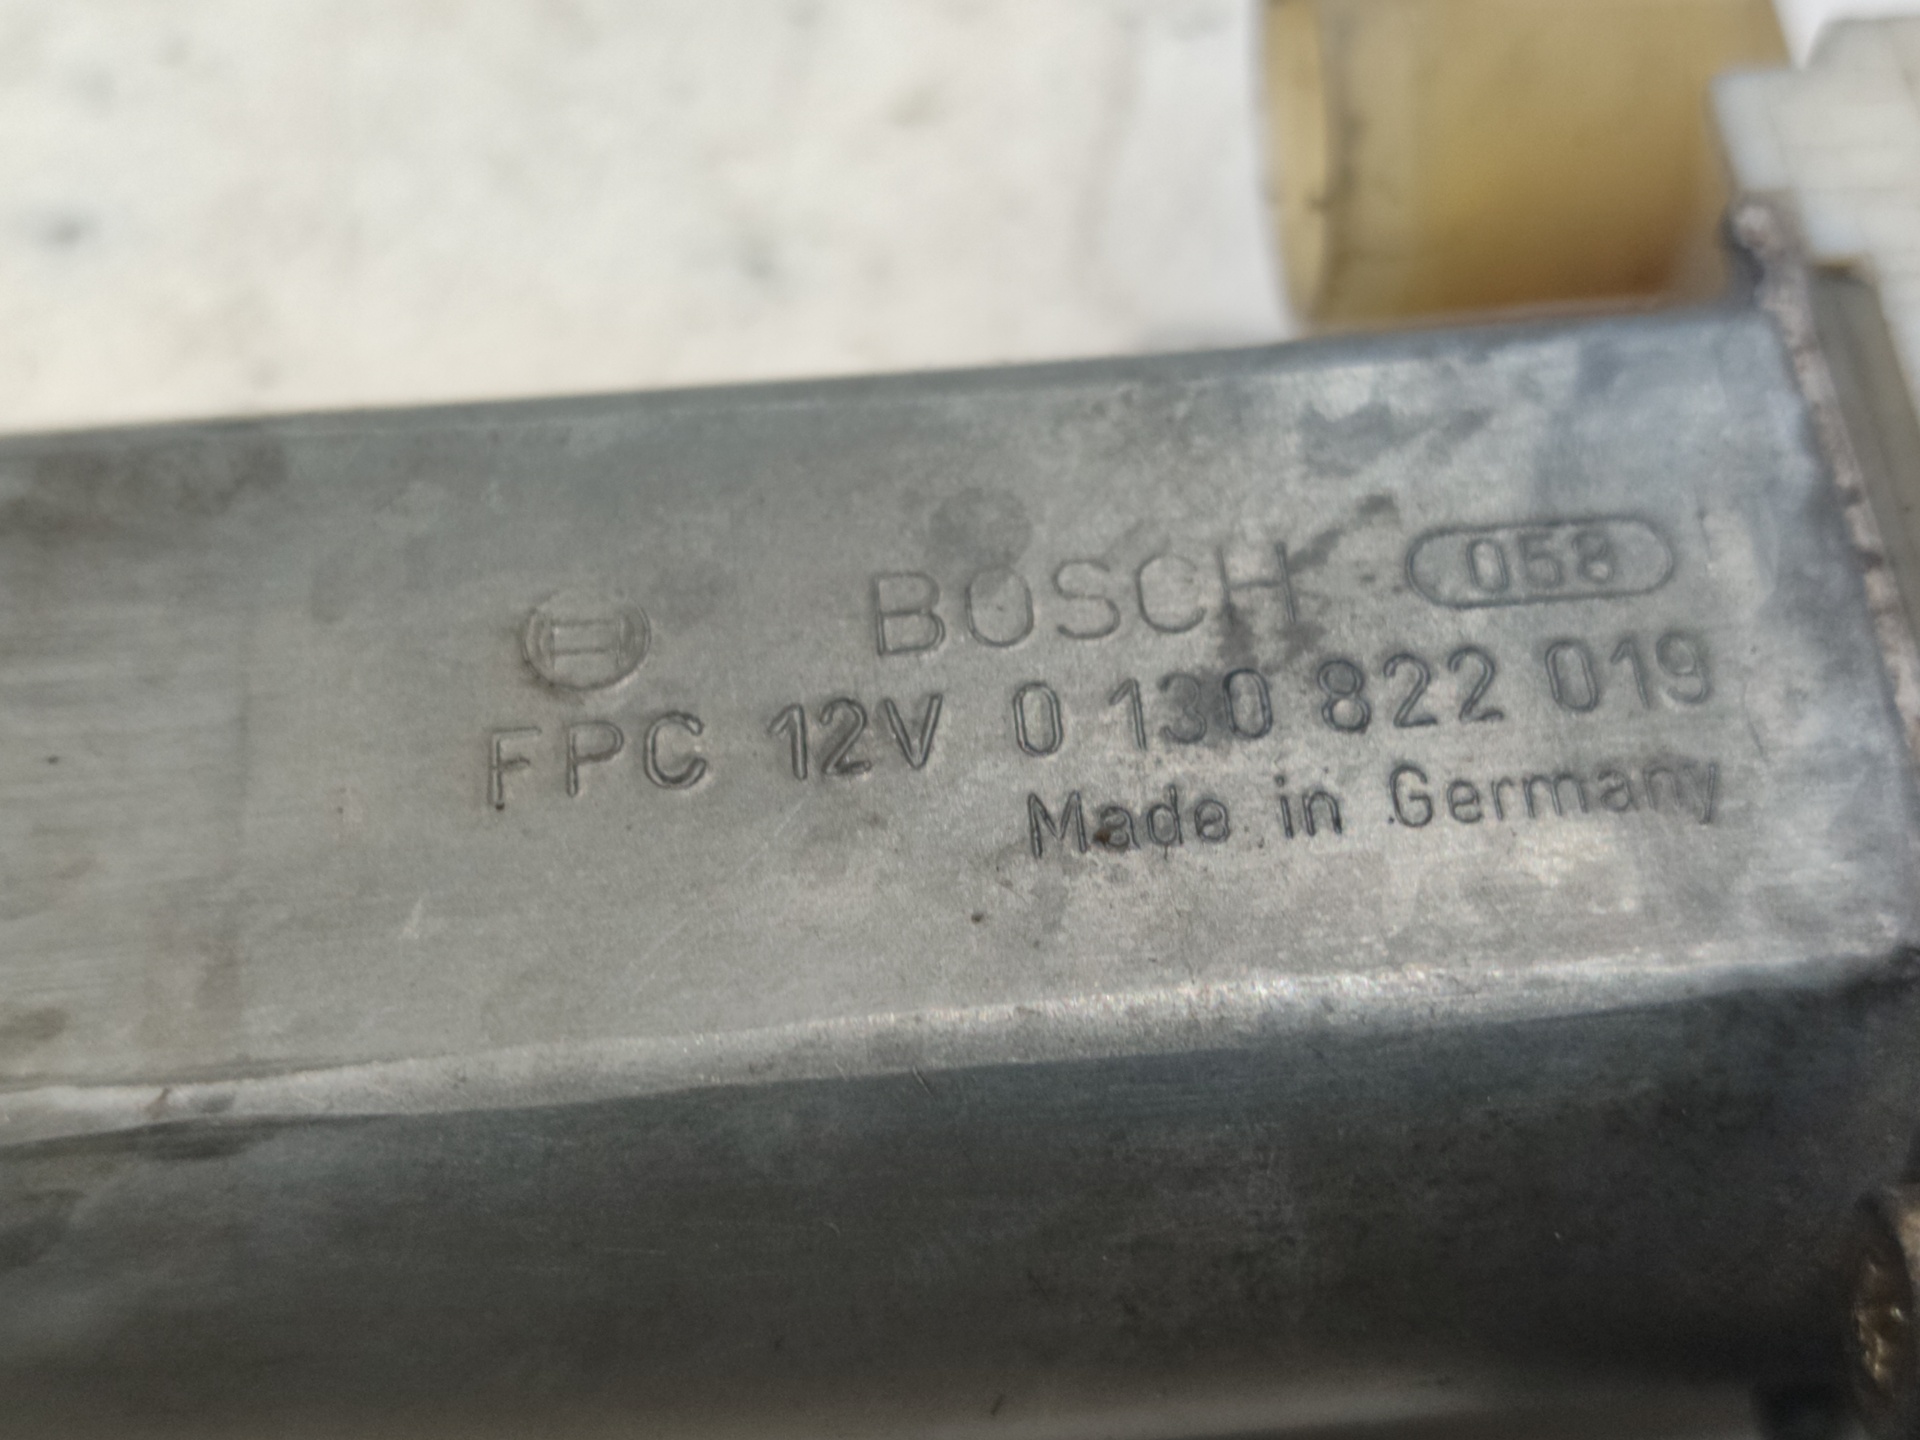 BOSCH 058
FPC 12V 0 130 822 019
Made in Germany